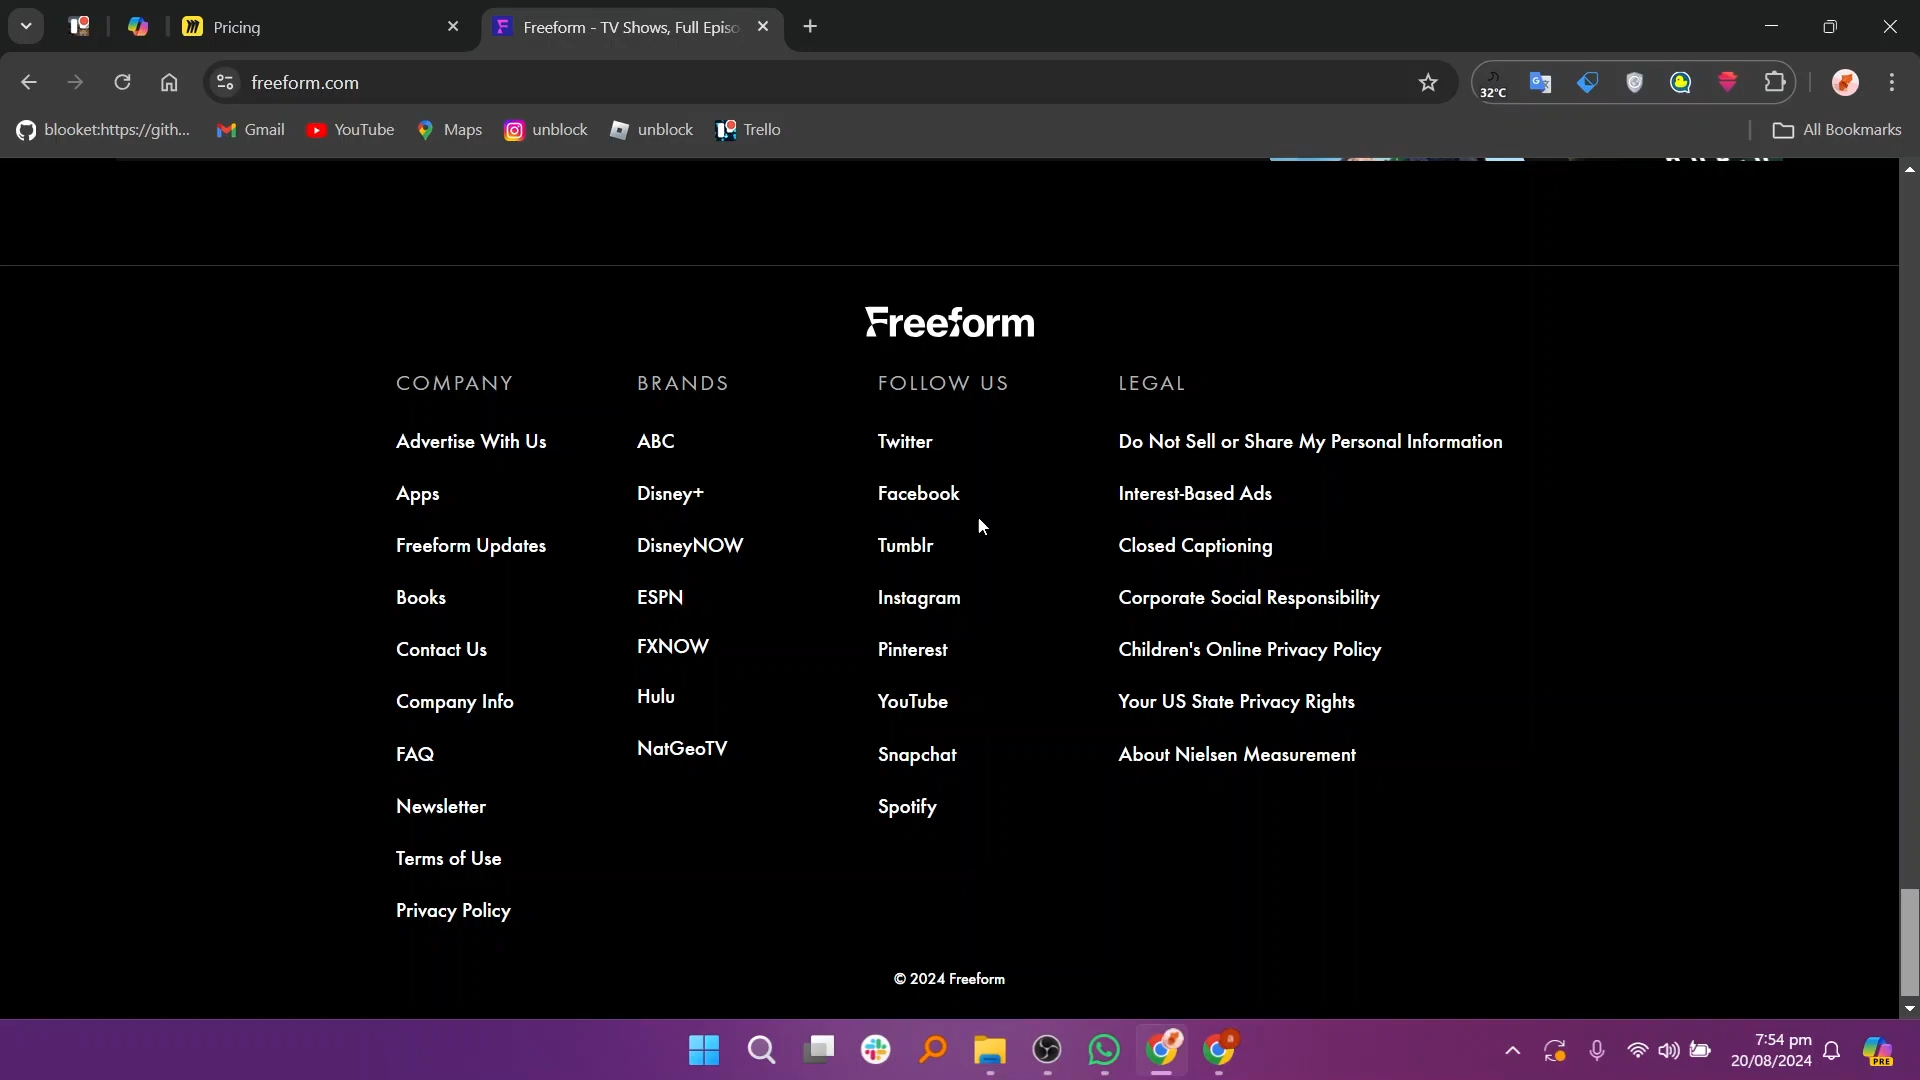 Pricing
Freeform - TV Shows, Full Episo
freeform.com
32°C
blooket:https://gith...
Gmail
YouTube
Maps
unblock
unblock
Trello
All Bookmarks
Freeform
COMPANY
Advertise With Us
Apps
Freeform Updates
Books
Contact Us
Company Info
FAQ
Newsletter
Terms of Use
Privacy Policy
BRANDS
ABC
Disney+
DisneyNOW
ESPN
FXNOW
Hulu
NatGeoTV
FOLLOW US
Twitter
Facebook
Tumblr
Instagram
Pinterest
YouTube
Snapchat
Spotify
LEGAL
Do Not Sell or Share My Personal Information
Interest-Based Ads
Closed Captioning
Corporate Social Responsibility
Children's Online Privacy Policy
Your US State Privacy Rights
About Nielsen Measurement
© 2024 Freeform
7:54 pm
20/08/2024
PRE